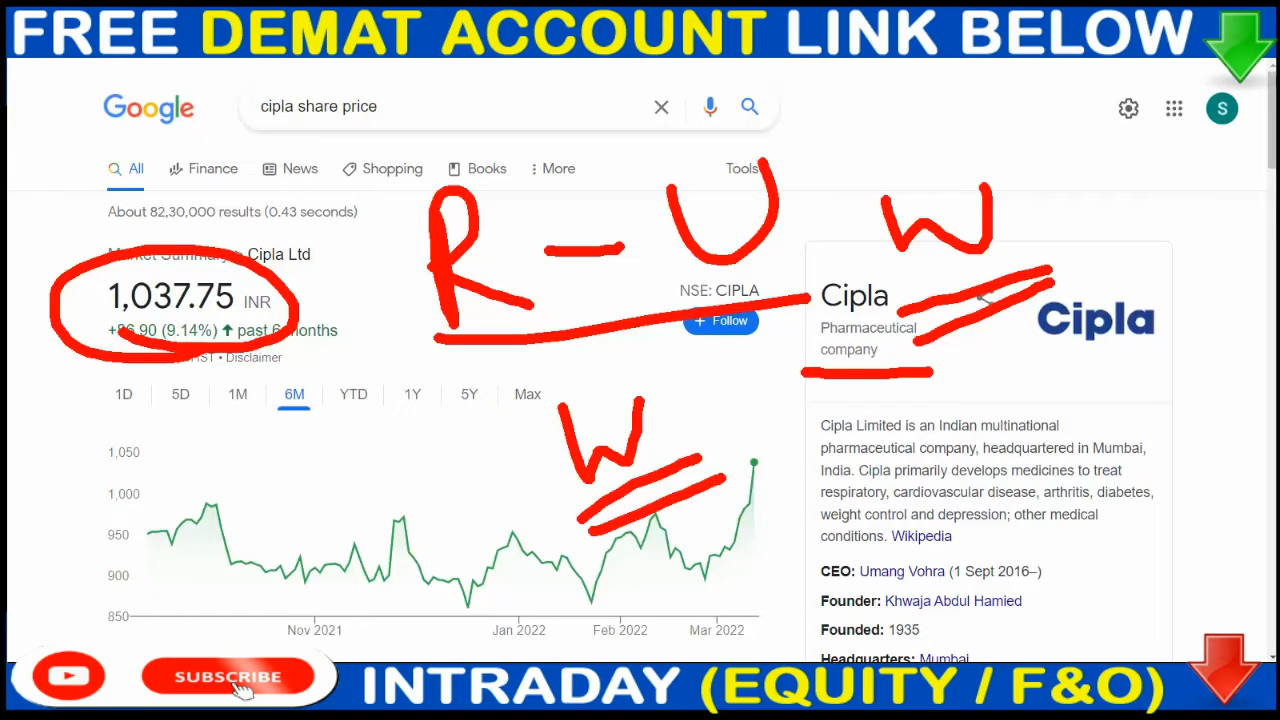 FREE DEMAT ACCOUNT LINK BELOW
Google
cipla share price
All
Finance
News
Shopping
Books
More
Tools
About 82,30,000 results (0.43 seconds)
R - U W
Cipla Ltd
1,037.75 INR
(9.14%) past 6 months
Disclaimer
NSE: CIPLA
+ Follow
1D 5D 1M 6M YTD 1Y 5Y Max
W
1,050
1,000
950
900
850
Nov 2021 Jan 2022 Feb 2022 Mar 2022
Cipla
Pharmaceutical
company
Cipla
Cipla Limited is an Indian multinational
pharmaceutical company, headquartered in Mumbai,
India. Cipla primarily develops medicines to treat
respiratory, cardiovascular disease, arthritis, diabetes,
weight control and depression; other medical
conditions. Wikipedia
CEO: Umang Vohra (1 Sept 2016–)
Founder: Khwaja Abdul Hamied
Founded: 1935
Headquarters: Mumbai
S
SUBSCRIBE
INTRADAY (EQUITY / F&O)